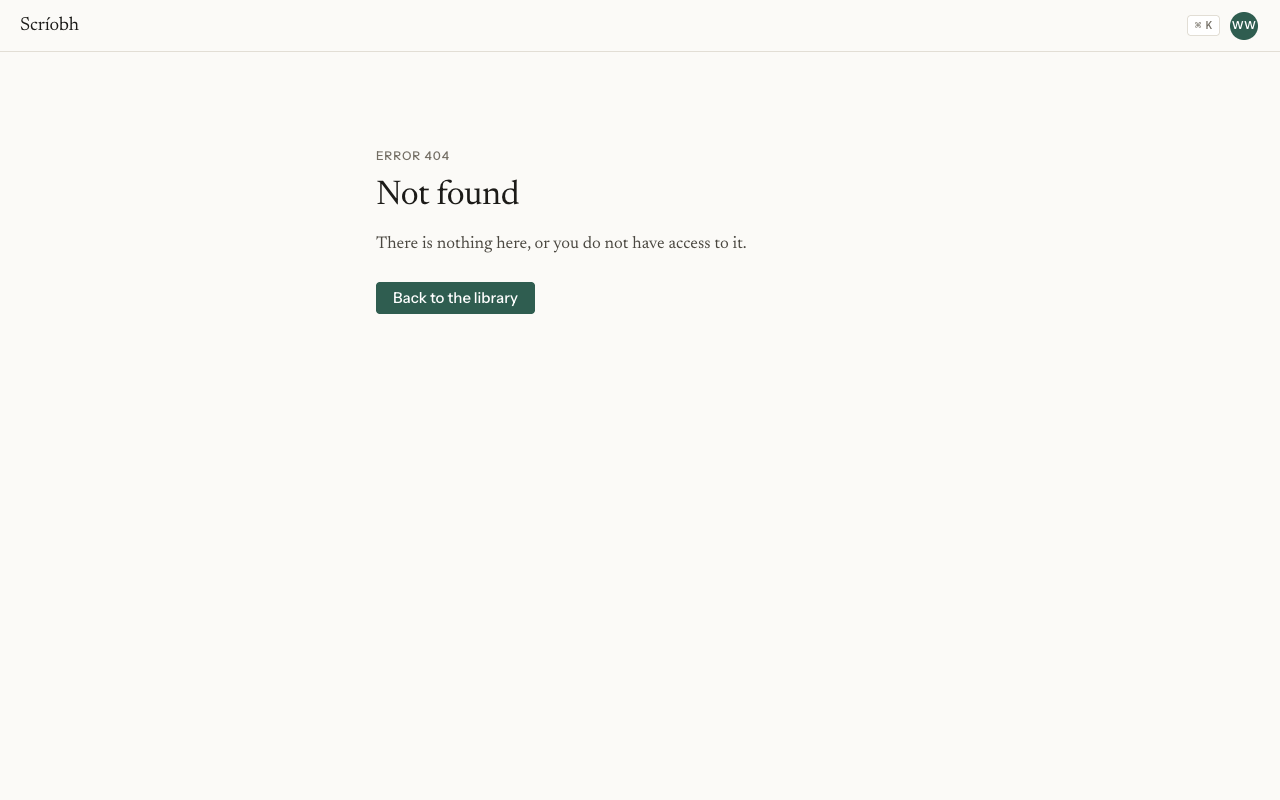 Scríobh
⌘ K
WW
ERROR 404
Not found
There is nothing here, or you do not have access to it.
Back to the library